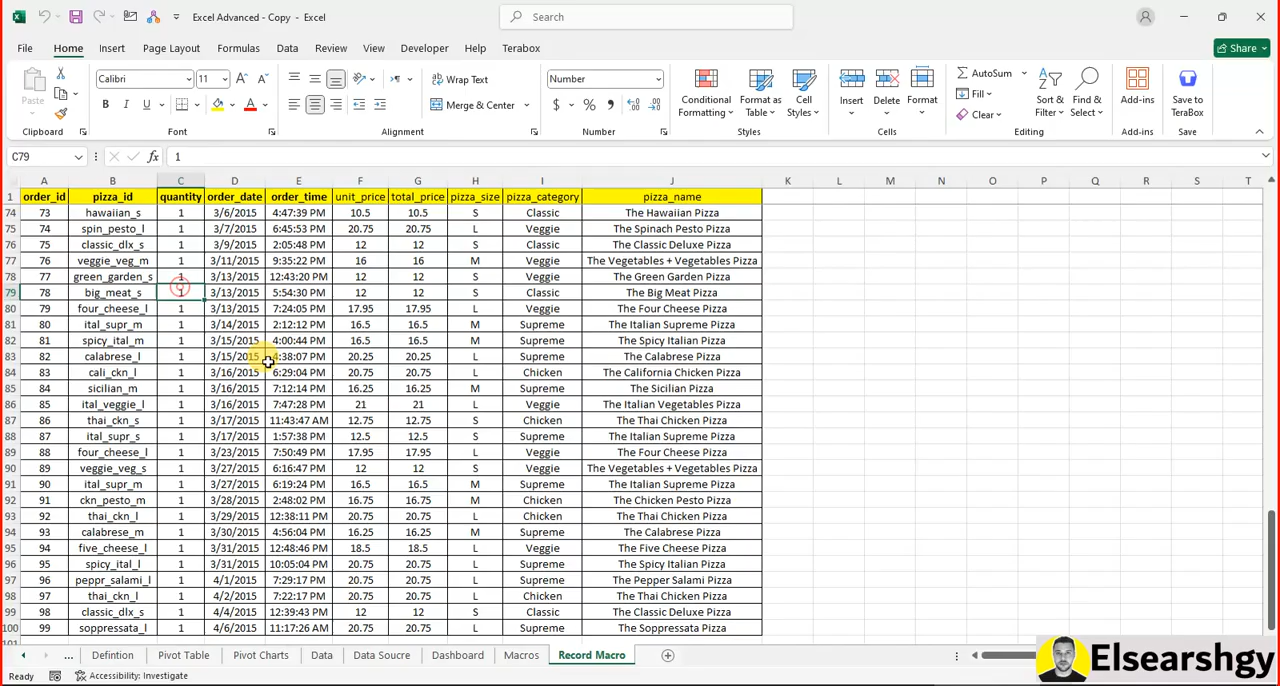 Excel Advanced - Copy - Excel
Search
File Home Insert Page Layout Formulas Data Review View Developer Help Terabox Share
Paste
Calibri 11
B I U A
Wrap Text
Merge & Center
Number
$ %
Conditional Formatting
Format as Table
Cell Styles
Insert
Delete
Format
AutoSum
Fill
Clear
Sort & Filter
Find & Select
Add-ins
Save to TeraBox
Clipboard Font Alignment Number Styles Cells Editing Add-ins Save
C79 fx 1
A B C D E F G H I J K L M N O P Q R S T
1 order_id pizza_id quantity order_date order_time unit_price total_price pizza_size pizza_category pizza_name
74 73 hawaiian_s 1 3/6/2015 4:47:39 PM 10.5 10.5 S Classic The Hawaiian Pizza
75 74 spin_pesto_l 1 3/7/2015 6:45:53 PM 20.75 20.75 L Veggie The Spinach Pesto Pizza
76 75 classic_dlx_s 1 3/9/2015 2:05:48 PM 12 12 S Classic The Classic Deluxe Pizza
77 76 veggie_veg_m 1 3/11/2015 9:35:22 PM 16 16 M Veggie The Vegetables + Vegetables Pizza
78 77 green_garden_s 1 3/13/2015 12:43:20 PM 12 12 S Veggie The Green Garden Pizza
79 78 big_meat_s 1 3/13/2015 5:54:30 PM 12 12 S Classic The Big Meat Pizza
80 79 four_cheese_l 1 3/13/2015 7:24:05 PM 17.95 17.95 L Veggie The Four Cheese Pizza
81 80 ital_supr_m 1 3/14/2015 2:12:12 PM 16.5 16.5 M Supreme The Italian Supreme Pizza
82 81 spicy_ital_m 1 3/15/2015 4:00:44 PM 16.5 16.5 M Supreme The Spicy Italian Pizza
83 82 calabrese_l 1 3/15/2015 4:38:07 PM 20.25 20.25 L Supreme The Calabrese Pizza
84 83 cali_ckn_l 1 3/16/2015 6:29:04 PM 20.75 20.75 L Chicken The California Chicken Pizza
85 84 sicilian_m 1 3/16/2015 7:12:14 PM 16.25 16.25 M Supreme The Sicilian Pizza
86 85 ital_veggie_l 1 3/16/2015 7:47:28 PM 21 21 L Veggie The Italian Vegetables Pizza
87 86 thai_ckn_s 1 3/17/2015 11:43:47 AM 12.75 12.75 S Chicken The Thai Chicken Pizza
88 87 ital_supr_s 1 3/17/2015 1:57:38 PM 12.5 12.5 S Supreme The Italian Supreme Pizza
89 88 four_cheese_l 1 3/23/2015 7:50:49 PM 17.95 17.95 L Veggie The Four Cheese Pizza
90 89 veggie_veg_s 1 3/27/2015 6:16:47 PM 12 12 S Veggie The Vegetables + Vegetables Pizza
91 90 ital_supr_m 1 3/27/2015 6:19:24 PM 16.5 16.5 M Supreme The Italian Supreme Pizza
92 91 ckn_pesto_m 1 3/28/2015 2:48:02 PM 16.75 16.75 M Chicken The Chicken Pesto Pizza
93 92 thai_ckn_l 1 3/29/2015 12:38:11 PM 20.75 20.75 L Chicken The Thai Chicken Pizza
94 93 calabrese_m 1 3/30/2015 4:56:04 PM 16.25 16.25 M Supreme The Calabrese Pizza
95 94 five_cheese_l 1 3/31/2015 12:48:46 PM 18.5 18.5 L Veggie The Five Cheese Pizza
96 95 spicy_ital_l 1 3/31/2015 10:05:04 PM 20.75 20.75 L Supreme The Spicy Italian Pizza
97 96 peppr_salami_l 1 4/1/2015 7:29:17 PM 20.75 20.75 L Supreme The Pepper Salami Pizza
98 97 thai_ckn_l 1 4/2/2015 7:22:17 PM 20.75 20.75 L Chicken The Thai Chicken Pizza
99 98 classic_dlx_s 1 4/4/2015 12:39:43 PM 12 12 S Classic The Classic Deluxe Pizza
100 99 soppressata_l 1 4/6/2015 11:17:26 AM 20.75 20.75 L Supreme The Soppressata Pizza
... Defintion Pivot Table Pivot Charts Data Data Soucre Dashboard Macros Record Macro
Ready Accessibility: Investigate
Elsearshgy